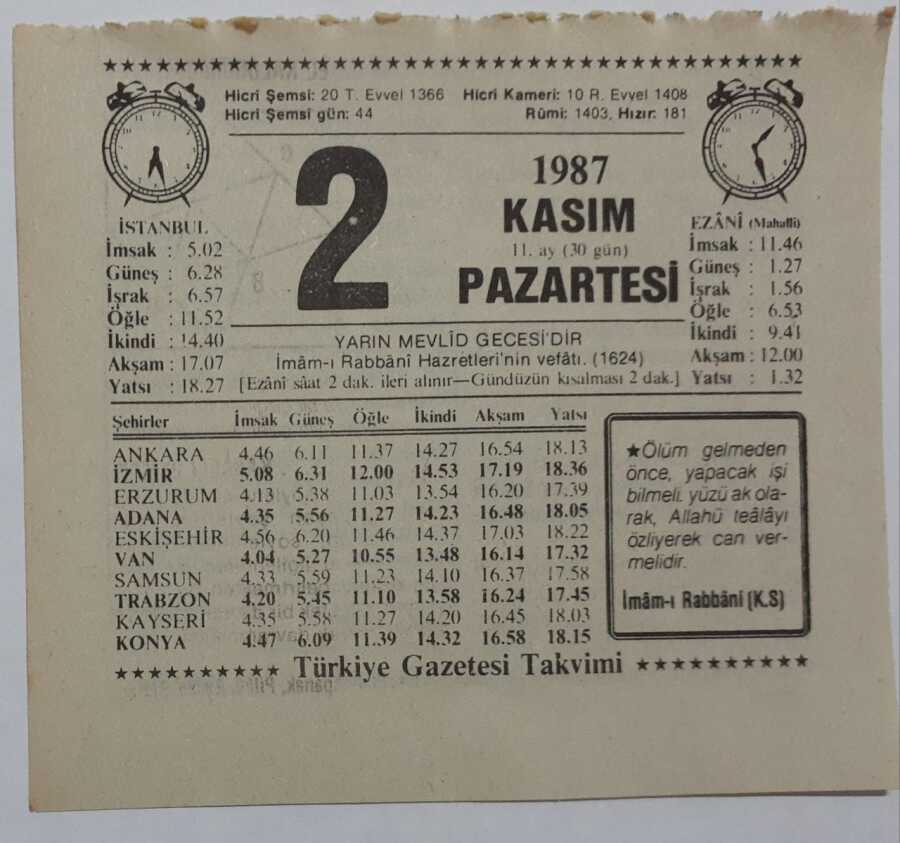 Hicrî Şemsi: 20 T. Evvel 1366 Hicrî Kameri: 10 R. Evvel 1408
Hicrî Şemsî gün: 44 Rûmi: 1403, Hızır: 181
2
1987
KASIM
11. ay (30 gün)
PAZARTESİ
İSTANBUL
İmsak : 5.02
Güneş : 6.28
İşrak : 6.57
Öğle : 11.52
İkindi : 14.40
Akşam : 17.07
Yatsı : 18.27
EZÂNÎ (Mahallî)
İmsak : 11.46
Güneş : 1.27
İşrak : 1.56
Öğle : 6.53
İkindi : 9.41
Akşam : 12.00
Yatsı : 1.32
YARIN MEVLÎD GECESİ'DİR
İmâm-ı Rabbânî Hazretleri'nin vefâtı. (1624)
[Ezânî sâat 2 dak. ileri alınır—Gündüzün kısalması 2 dak.]
Şehirler İmsak Güneş Öğle İkindi Akşam Yatsı
ANKARA 4.46 6.11 11.37 14.27 16.54 18.13
İZMİR 5.08 6.31 12.00 14.53 17.19 18.36
ERZURUM 4.13 5.38 11.03 13.54 16.20 17.39
ADANA 4.35 5.56 11.27 14.23 16.48 18.05
ESKİŞEHİR 4.56 6.20 11.46 14.37 17.03 18.22
VAN 4.04 5.27 10.55 13.48 16.14 17.32
SAMSUN 4.33 5.59 11.23 14.10 16.37 17.58
TRABZON 4.20 5.45 11.10 13.58 16.24 17.45
KAYSERİ 4.35 5.58 11.27 14.20 16.45 18.03
KONYA 4.47 6.09 11.39 14.32 16.58 18.15
★Ölüm gelmeden
önce, yapacak işi
bilmeli. yüzü ak ola-
rak, Allahü teâlâyı
özliyerek can ver-
melidir.
İmâm-ı Rabbâni (K.S)
Türkiye Gazetesi Takvimi